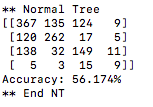 ** Normal Tree
[[367 135 124   9]
 [120 262  17   5]
 [138  32 149  11]
 [  5   3  15   9]]
Accuracy: 56.174%
** End NT